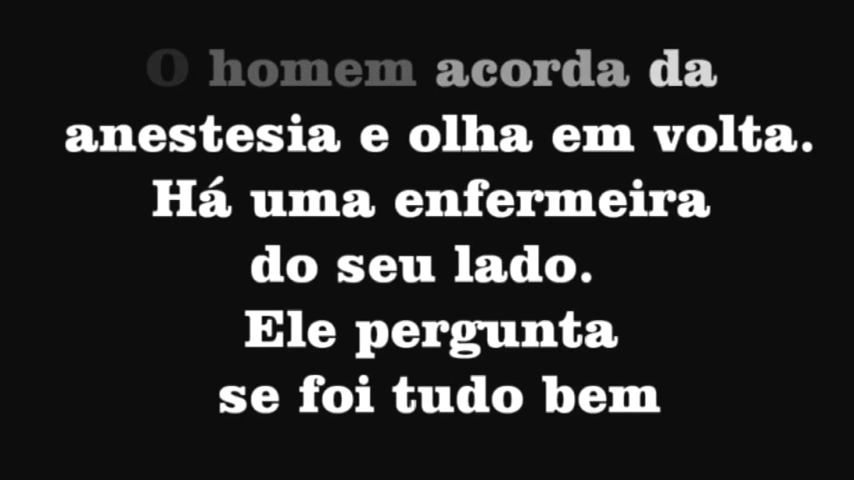 O homem acorda da
anestesia e olha em volta.
Há uma enfermeira
do seu lado.
Ele pergunta
se foi tudo bem